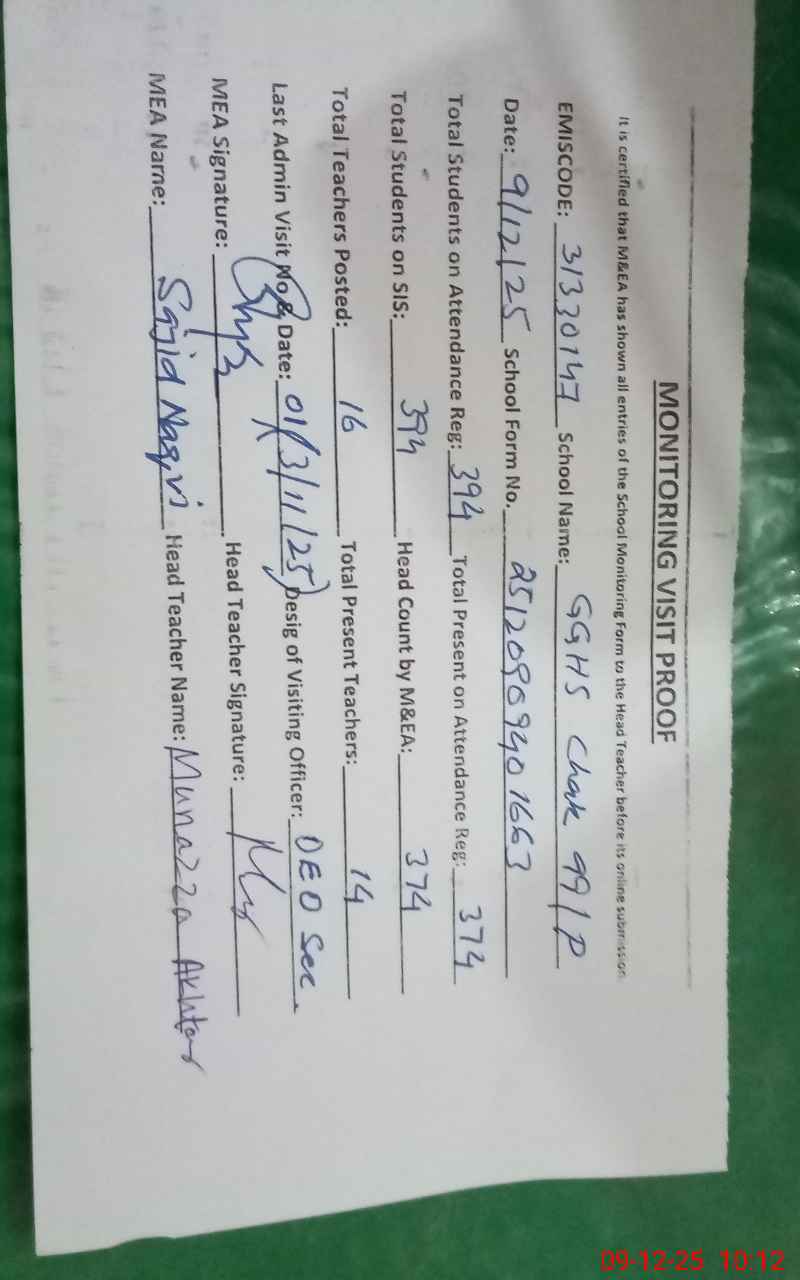 MONITORING VISIT PROOF
It is certified that M&EA has shown all entries of the School Monitoring Form to the Head Teacher before its online submission
EMISCODE: 31330147 School Name: GGHS Chak 99/P
Date: 9/12/25 School Form No. 25120909401663
Total Students on Attendance Reg: 394 Total Present on Attendance Reg: 374
Total Students on SIS: 394 Head Count by M&EA: 374
Total Teachers Posted: 16 Total Present Teachers: 14
Last Admin Visit No & Date: 01(3/11/25) Desig of Visiting Officer: DEO Sec.
MEA Signature: Head Teacher Signature:
MEA Name: Sajid Naqvi Head Teacher Name: Munazza Akhtar
09-12-25 10:12